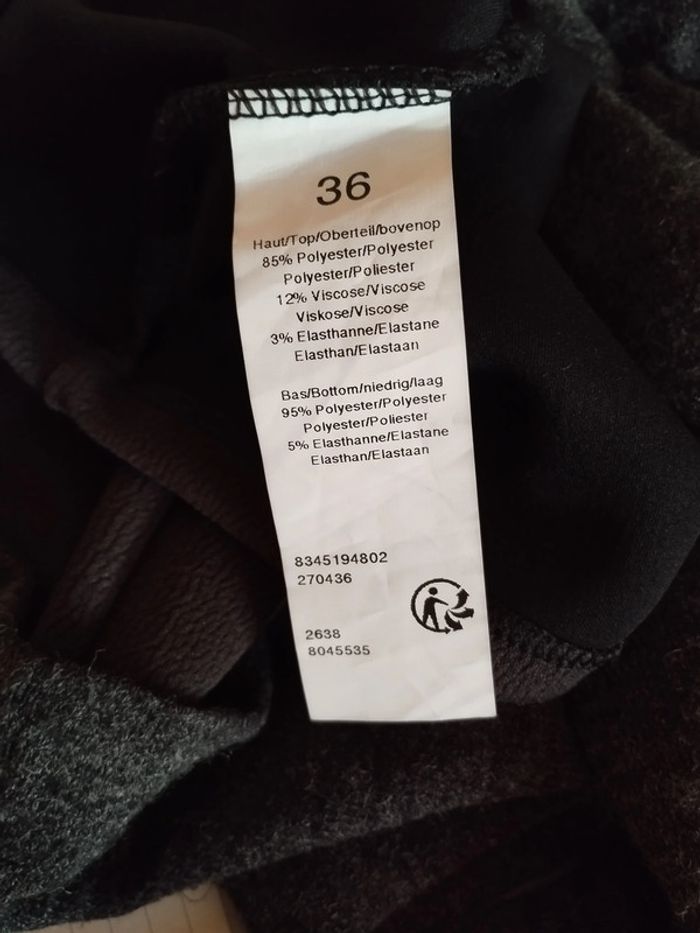 36
Haut/Top/Oberteil/bovenop
85% Polyester/Polyester
Polyester/Poliester
12% Viscose/Viscose
Viskose/Viscose
3% Elasthanne/Elastane
Elasthan/Elastaan
Bas/Bottom/niedrig/laag
95% Polyester/Polyester
Polyester/Poliester
5% Elasthanne/Elastane
Elasthan/Elastaan
8345194802
270436
2638
8045535